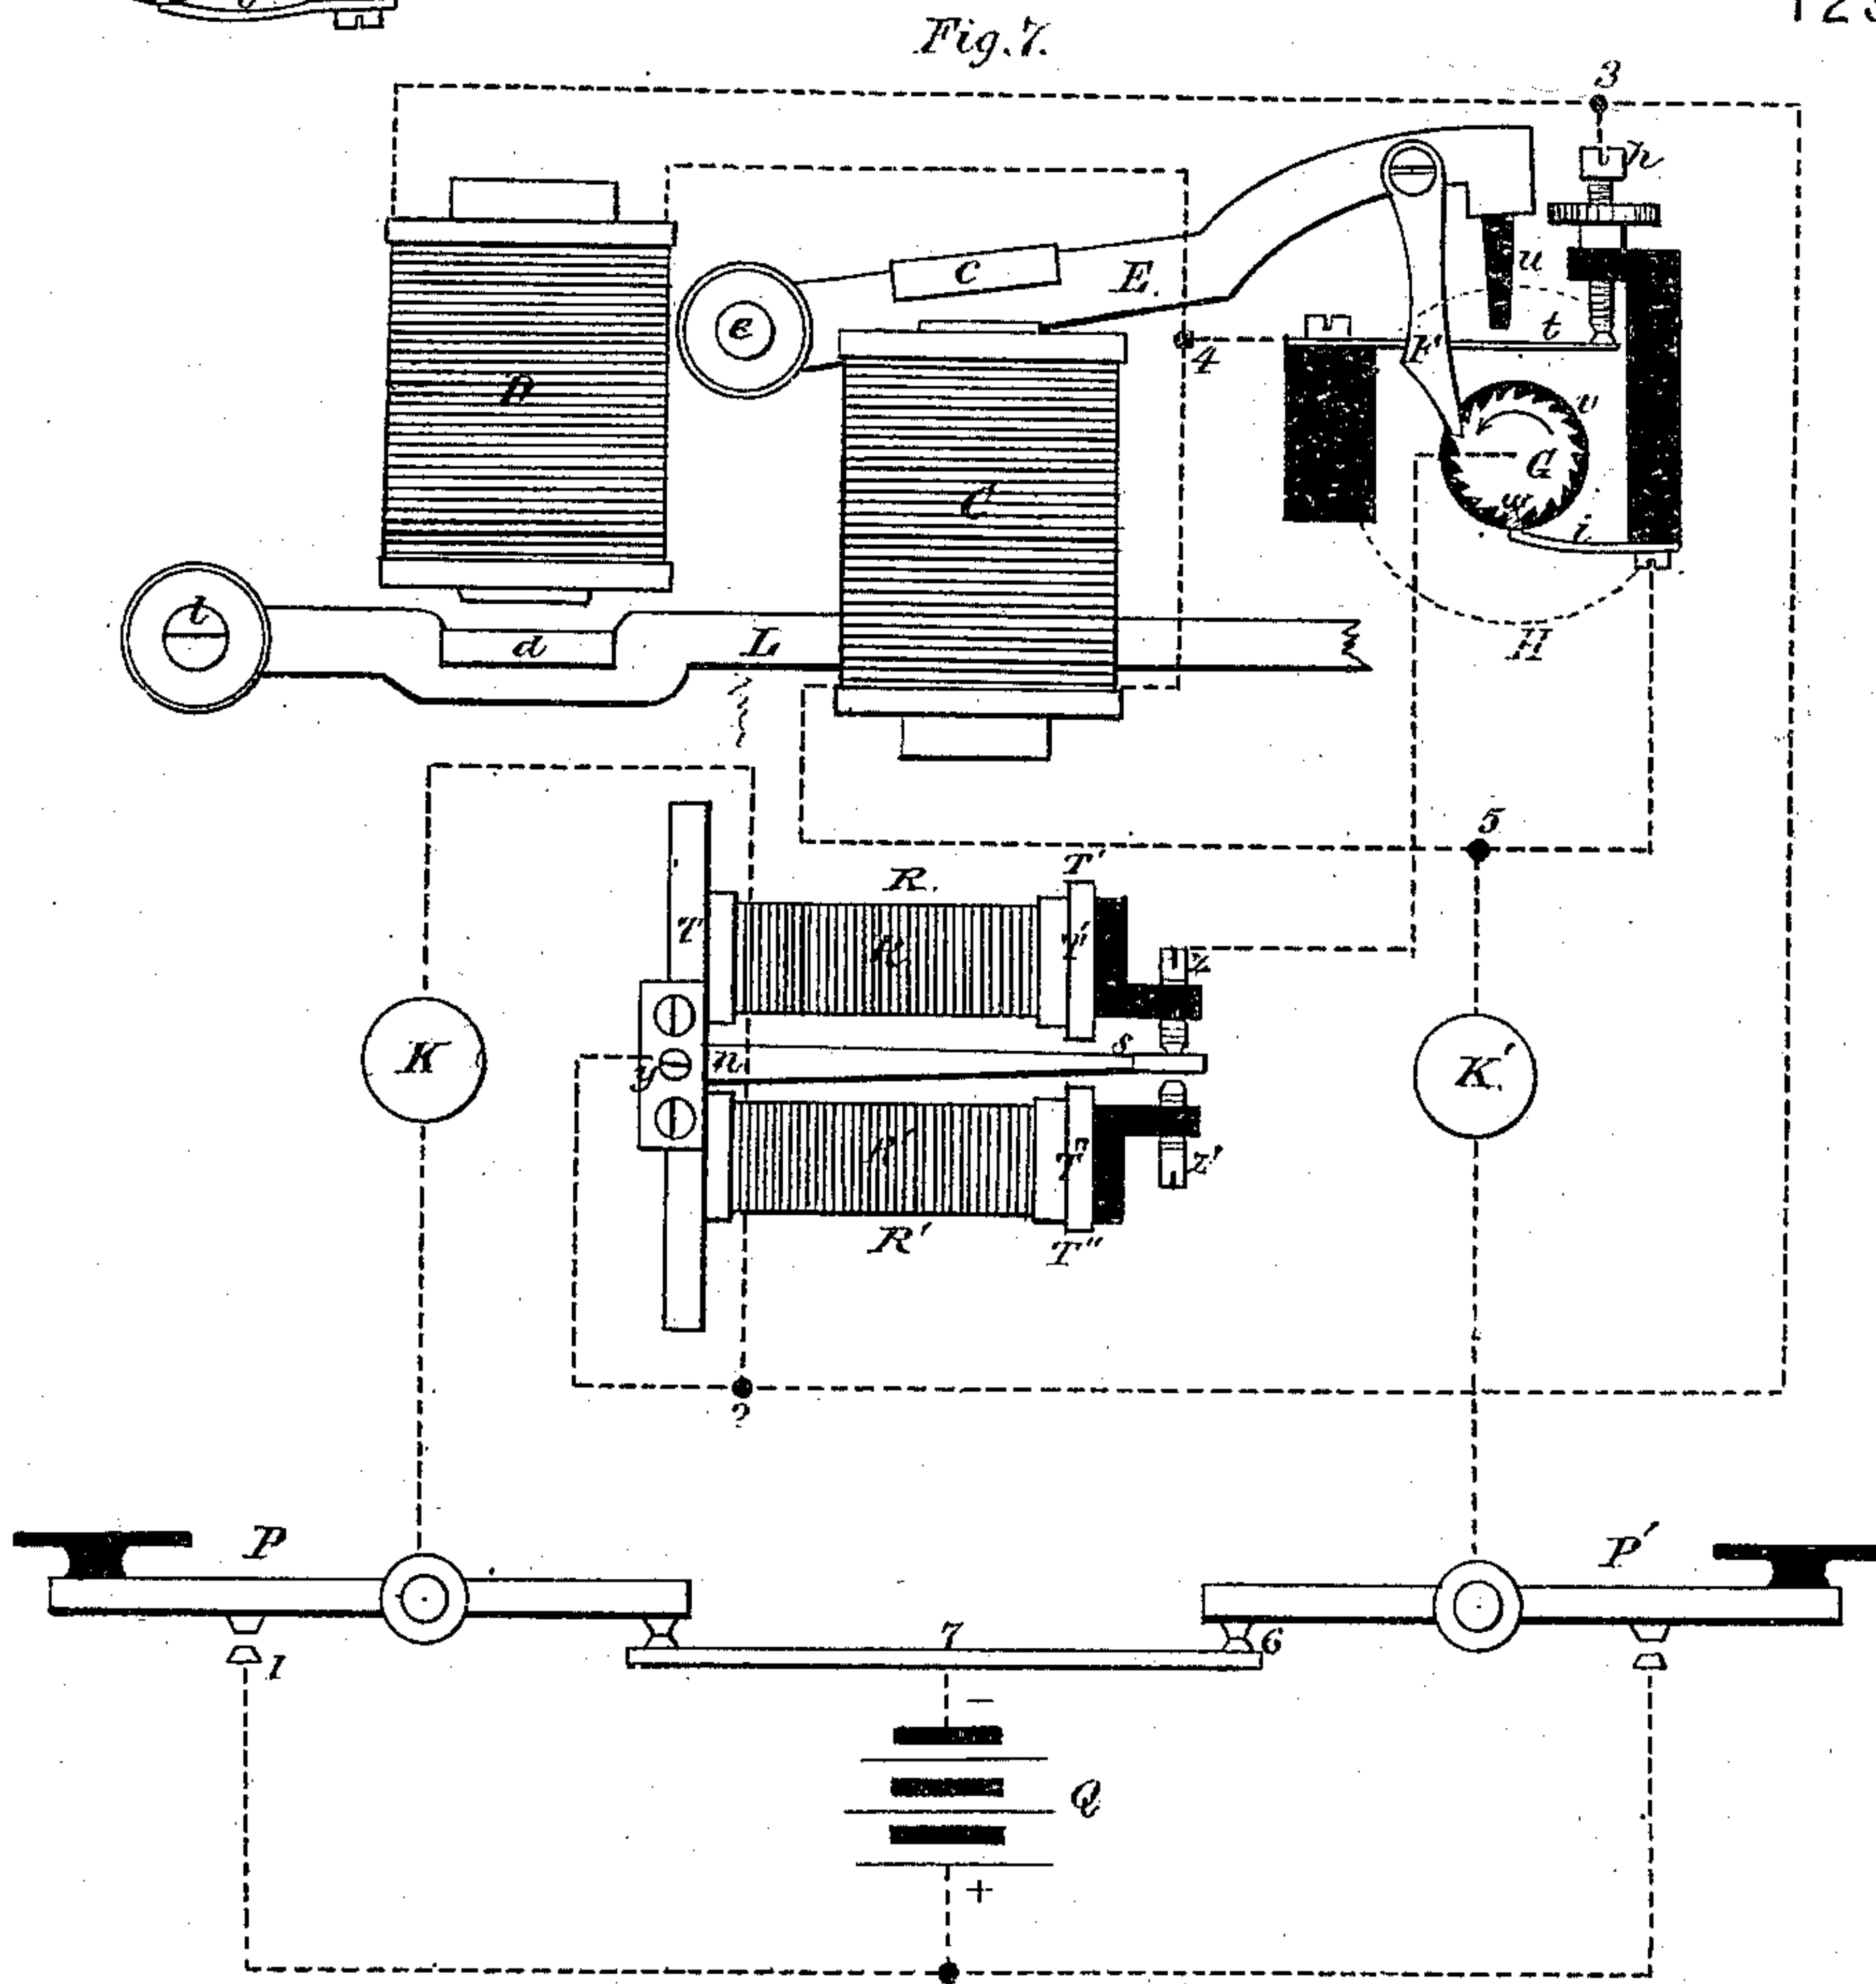 Fig. 7.
3
h
c
E.
u
e
t
D
F
4
v
G
C
w
i
l
d
L
H
5
R.
T'
T
R
T'
z
K
n
s
y
K'.
R'
T"
z'
R'
T"
2
P
P'
7
6
1
−
Q
+